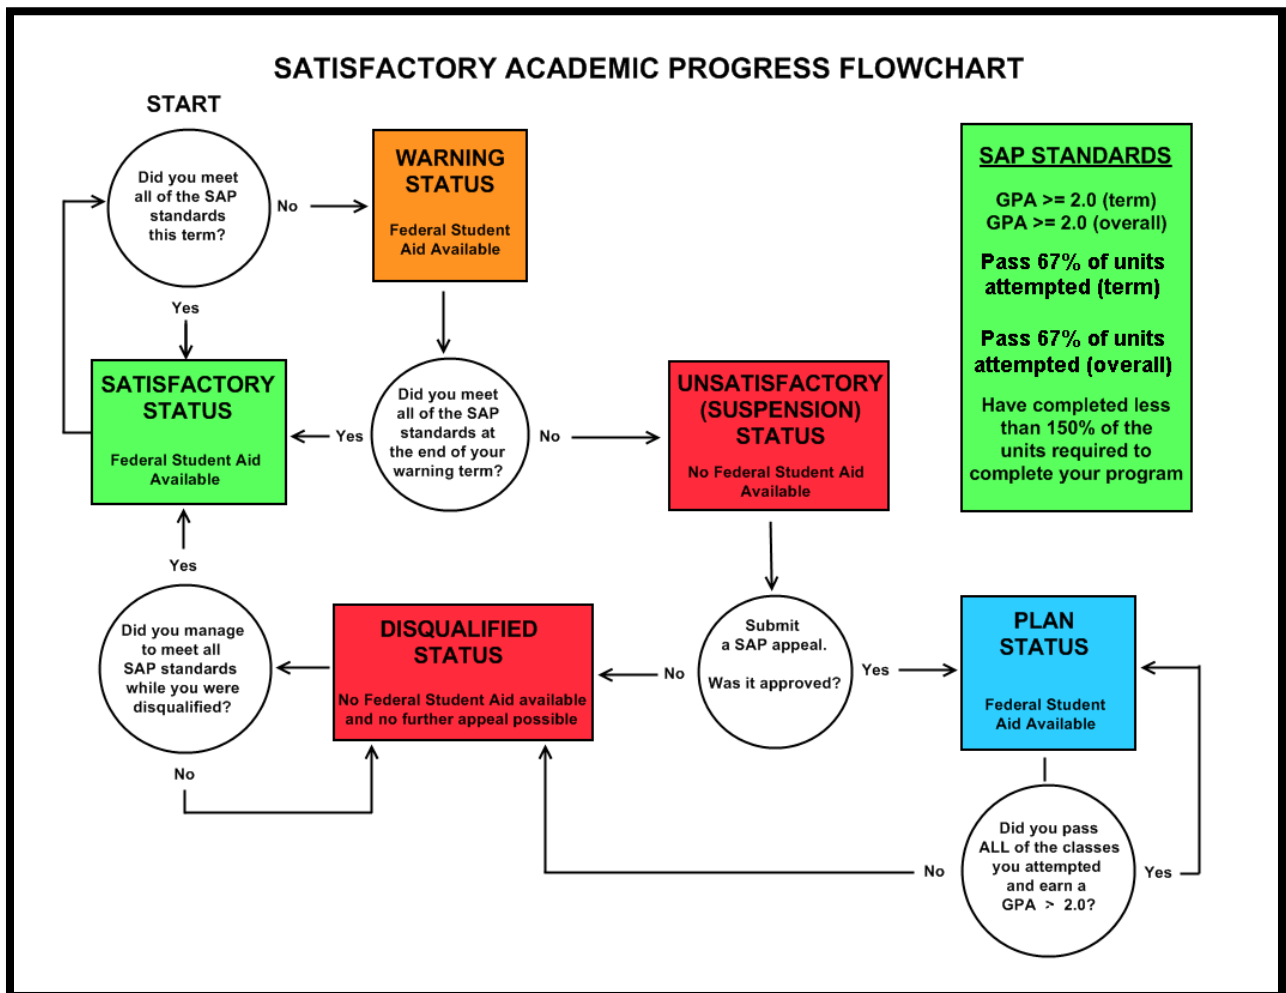 SATISFACTORY ACADEMIC PROGRESS FLOWCHART
START
Did you meet
all of the SAP
standards
this term?
No
WARNING
STATUS
Federal Student
Aid Available
SAP STANDARDS
GPA >= 2.0 (term)
GPA >= 2.0 (overall)
Pass 67% of units
attempted (term)
Pass 67% of units
attempted (overall)
Have completed less
than 150% of the
units required to
complete your program
Yes
SATISFACTORY
STATUS
Federal Student Aid
Available
Yes
Did you meet
all of the SAP
standards at
the end of your
warning term?
No
UNSATISFACTORY
(SUSPENSION)
STATUS
No Federal Student Aid
Available
Yes
Did you manage
to meet all
SAP standards
while you were
disqualified?
No
DISQUALIFIED
STATUS
No Federal Student Aid available
and no further appeal possible
No
Submit
a SAP appeal.
Was it approved?
Yes
PLAN
STATUS
Federal Student
Aid Available
No
Did you pass
ALL of the classes
you attempted
and earn a
GPA > 2.0?
Yes